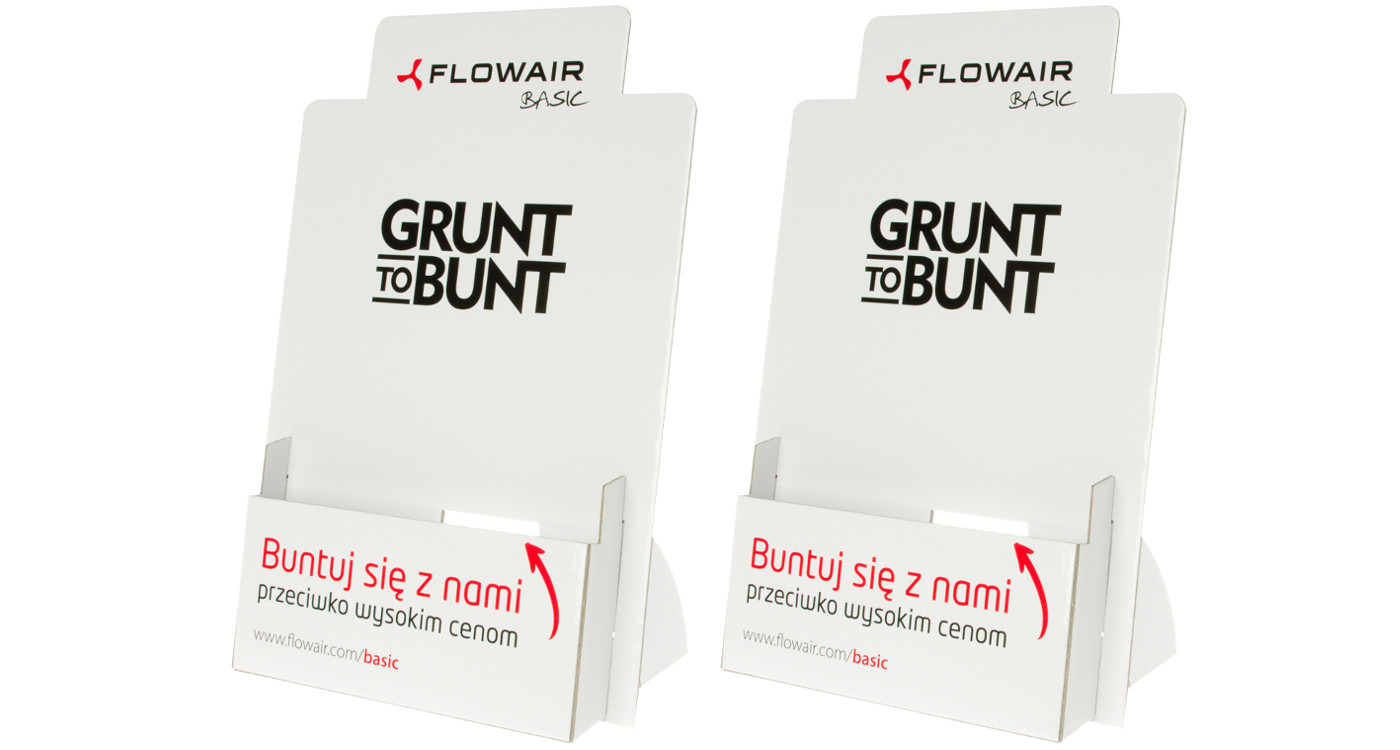 FLOWAIR
BASIC
GRUNT
TO BUNT
Buntuj się z nami
przeciwko wysokim cenom
www.flowair.com/basic
FLOWAIR
BASIC
GRUNT
TO BUNT
Buntuj się z nami
przeciwko wysokim cenom
www.flowair.com/basic